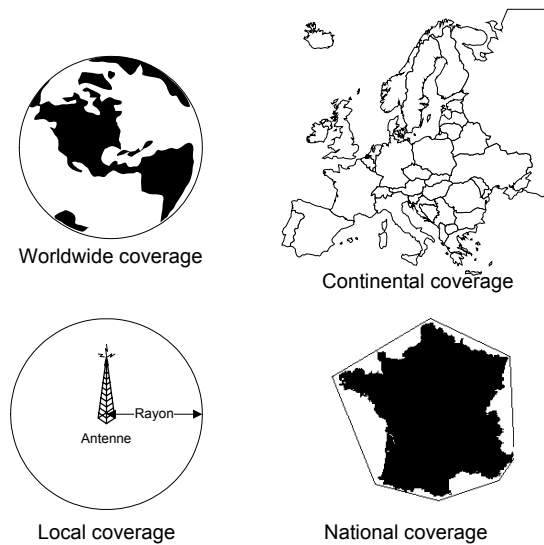 Worldwide coverage
Continental coverage
Rayon
Antenne
Local coverage
National coverage